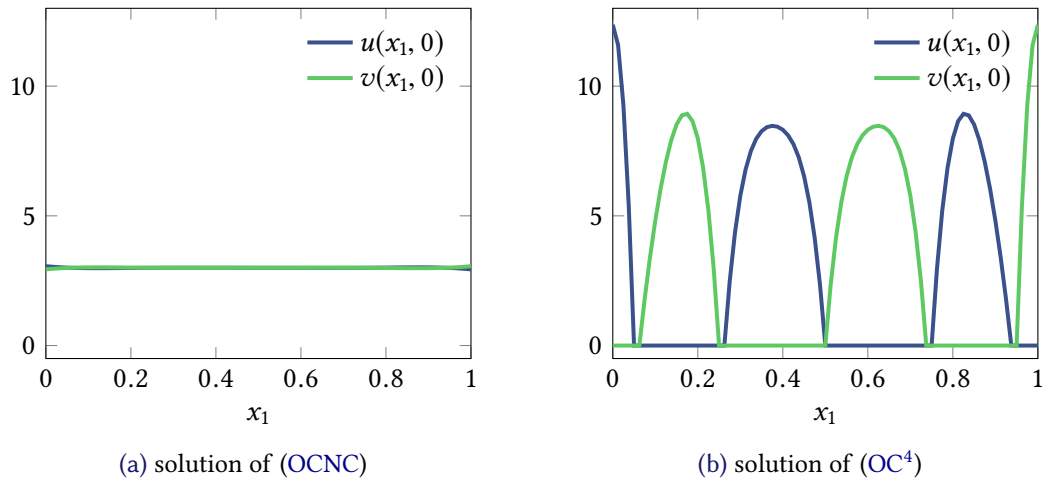 u(x₁, 0)
v(x₁, 0)
10
5
0
0
0.2
0.4
0.6
0.8
1
x₁
(a) solution of (OCNC)
u(x₁, 0)
v(x₁, 0)
10
5
0
0
0.2
0.4
0.6
0.8
1
x₁
(b) solution of (OC⁴)